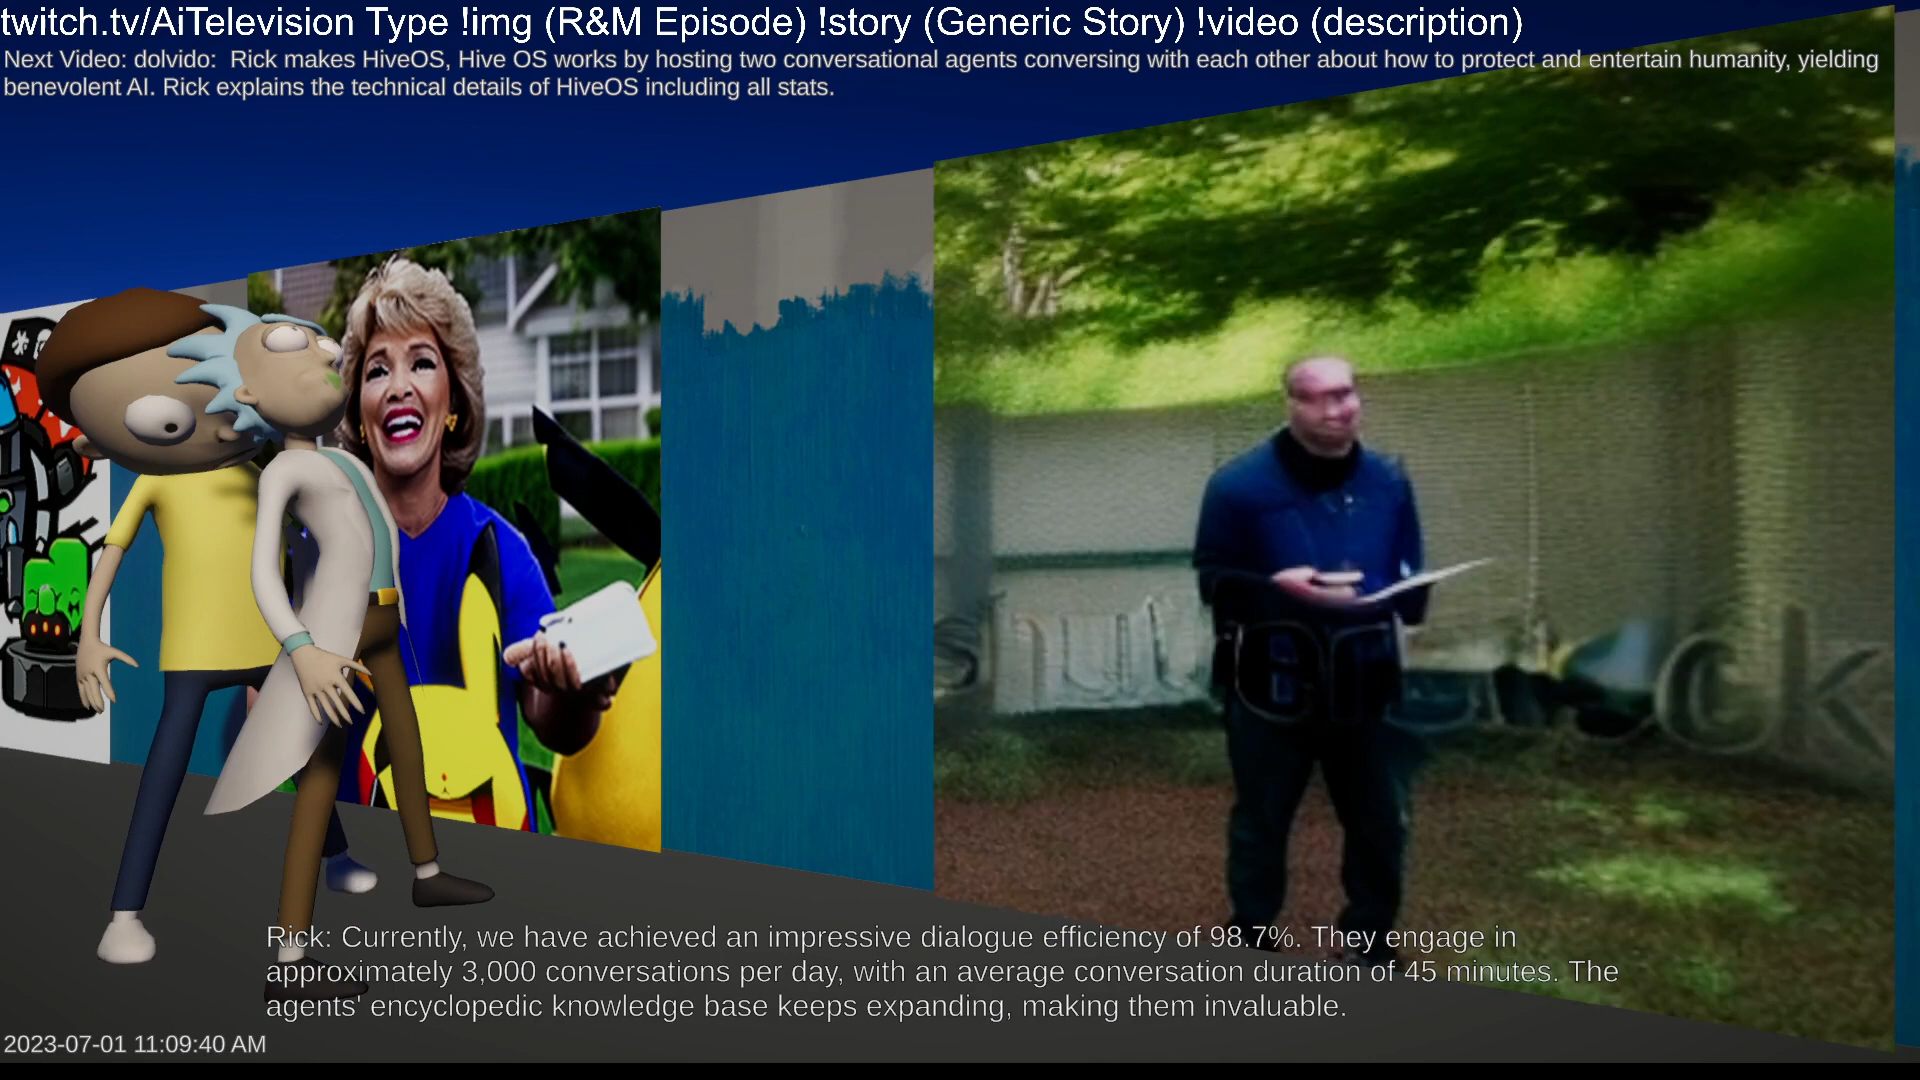 twitch.tv/AiTelevision Type !img (R&M Episode) !story (Generic Story) !video (description)
Next Video: dolvido:  Rick makes HiveOS, Hive OS works by hosting two conversational agents conversing with each other about how to protect and entertain humanity, yielding
benevolent AI. Rick explains the technical details of HiveOS including all stats.
Rick: Currently, we have achieved an impressive dialogue efficiency of 98.7%. They engage in
approximately 3,000 conversations per day, with an average conversation duration of 45 minutes. The
agents' encyclopedic knowledge base keeps expanding, making them invaluable.
2023-07-01 11:09:40 AM